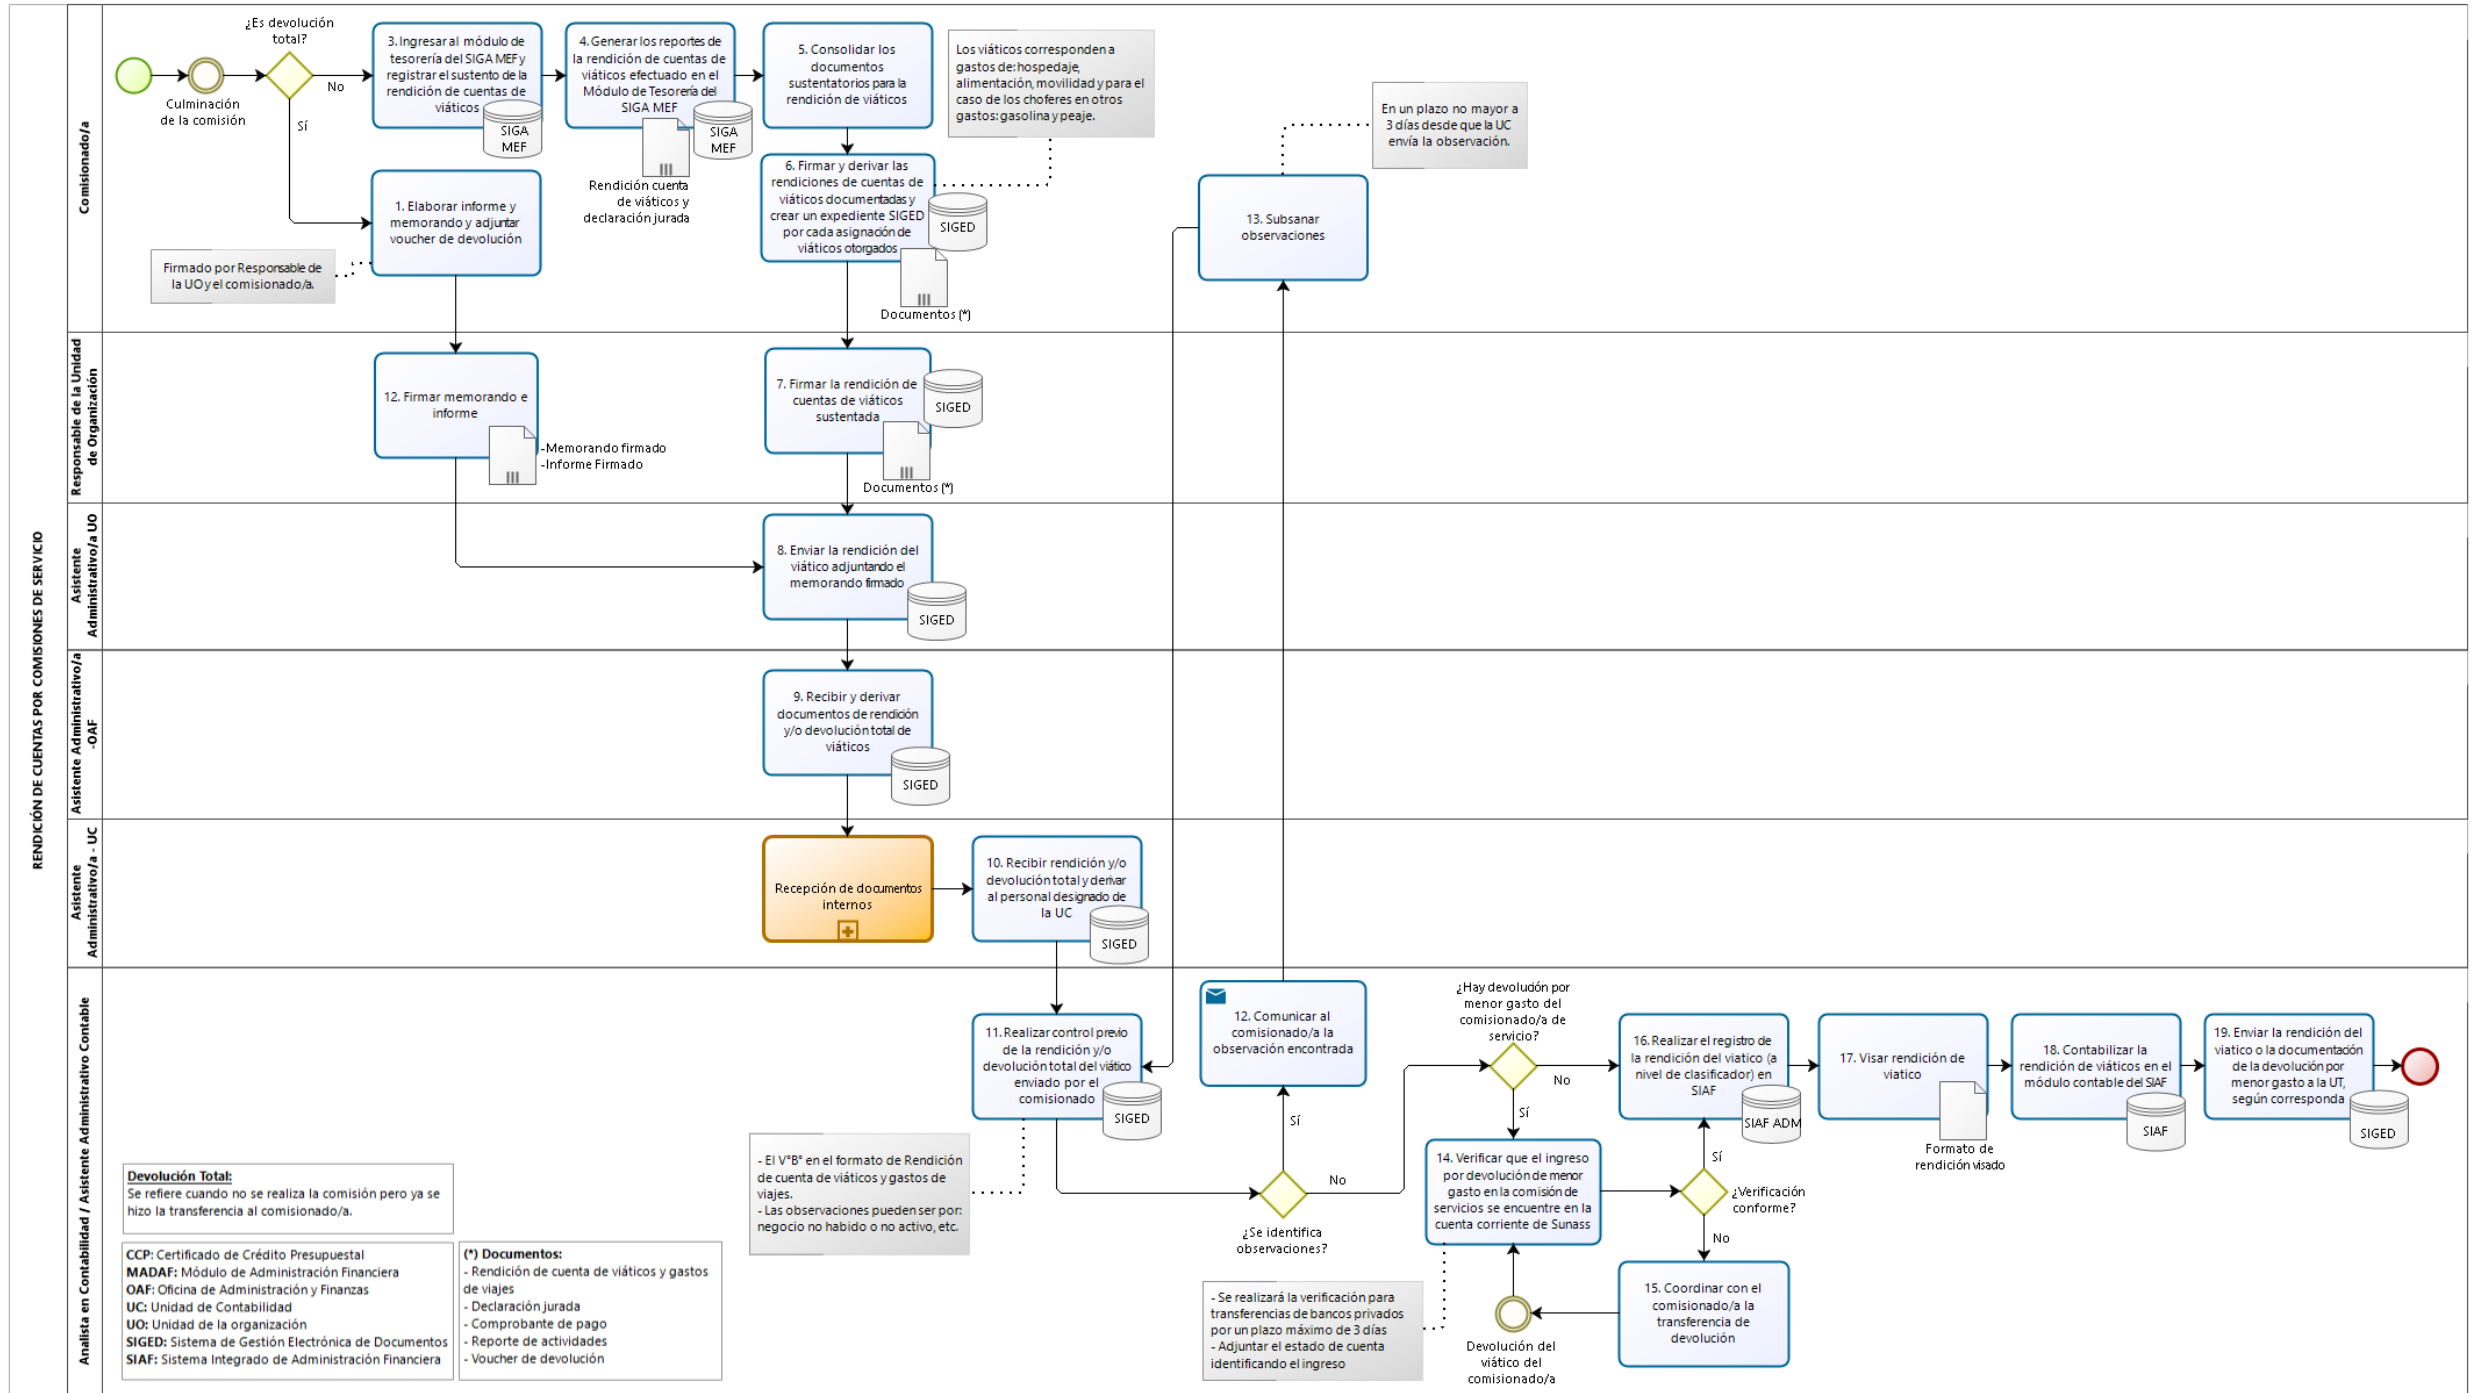 RENDICIÓN DE CUENTAS POR COMISIONES DE SERVICIO
Comisionado/a
¿Es devolución
total?
Culminación
de la comisión
No
Sí
3. Ingresar al módulo de
tesorería del SIGA MEF y
registrar el sustento de la
rendición de cuentas de
viáticos
SIGA
MEF
4. Generar los reportes de
la rendición de cuentas de
viáticos efectuado en el
Módulo de Tesorería del
SIGA MEF
SIGA
MEF
Rendición cuenta
de viáticos y
declaración jurada
5. Consolidar los
documentos
sustentatorios para la
rendición de viáticos
Los viáticos corresponden a
gastos de: hospedaje,
alimentación, movilidad y para el
caso de los choferes en otros
gastos: gasolina y peaje.
6. Firmar y derivar las
rendiciones de cuentas de
viáticos documentadas y
crear un expediente SIGED
por cada asignación de
viáticos otorgados
SIGED
Documentos (*)
1. Elaborar informe y
memorando y adjuntar
voucher de devolución
Firmado por Responsable de
la UO y el comisionado/a.
En un plazo no mayor a
3 días desde que la UC
envía la observación.
13. Subsanar
observaciones
Responsable de la Unidad
de Organización
12. Firmar memorando e
informe
-Memorando firmado
-Informe Firmado
7. Firmar la rendición de
cuentas de viáticos
sustentada
SIGED
Documentos (*)
Asistente
Administrativo/a UO
8. Enviar la rendición del
viático adjuntando el
memorando firmado
SIGED
Asistente Administrativo/a
-OAF
9. Recibir y derivar
documentos de rendición
y/o devolución total de
viáticos
SIGED
Asistente
Administrativo/a - UC
Recepción de documentos
internos
10. Recibir rendición y/o
devolución total y derivar
al personal designado de
la UC
SIGED
Analista en Contabilidad / Asistente Administrativo Contable
11. Realizar control previo
de la rendición y/o
devolución total del viático
enviado por el
comisionado
SIGED
- El V°B° en el formato de Rendición
de cuenta de viáticos y gastos de
viajes.
- Las observaciones pueden ser por:
negocio no habido o no activo, etc.
12. Comunicar al
comisionado/a la
observación encontrada
Sí
¿Se identifica
observaciones?
No
¿Hay devolución por
menor gasto del
comisionado/a de
servicio?
No
Sí
14. Verificar que el ingreso
por devolución de menor
gasto en la comisión de
servicios se encuentre en la
cuenta corriente de Sunass
- Se realizará la verificación para
transferencias de bancos privados
por un plazo máximo de 3 días
- Adjuntar el estado de cuenta
identificando el ingreso
¿Verificación
conforme?
Sí
No
15. Coordinar con el
comisionado/a la
transferencia de
devolución
Devolución del
viático del
comisionado/a
16. Realizar el registro de
la rendición del viatico (a
nivel de clasificador) en
SIAF
SIAF ADM
17. Visar rendición de
viatico
Formato de
rendición visado
18. Contabilizar la
rendición de viáticos en el
módulo contable del SIAF
SIAF
19. Enviar la rendición del
viatico o la documentación
de la devolución por
menor gasto a la UT,
según corresponda
SIGED
Devolución Total:
Se refiere cuando no se realiza la comisión pero ya se
hizo la transferencia al comisionado/a.
CCP: Certificado de Crédito Presupuestal
MADAF: Módulo de Administración Financiera
OAF: Oficina de Administración y Finanzas
UC: Unidad de Contabilidad
UO: Unidad de la organización
SIGED: Sistema de Gestión Electrónica de Documentos
SIAF: Sistema Integrado de Administración Financiera
(*) Documentos:
- Rendición de cuenta de viáticos y gastos
de viajes
- Declaración jurada
- Comprobante de pago
- Reporte de actividades
- Voucher de devolución